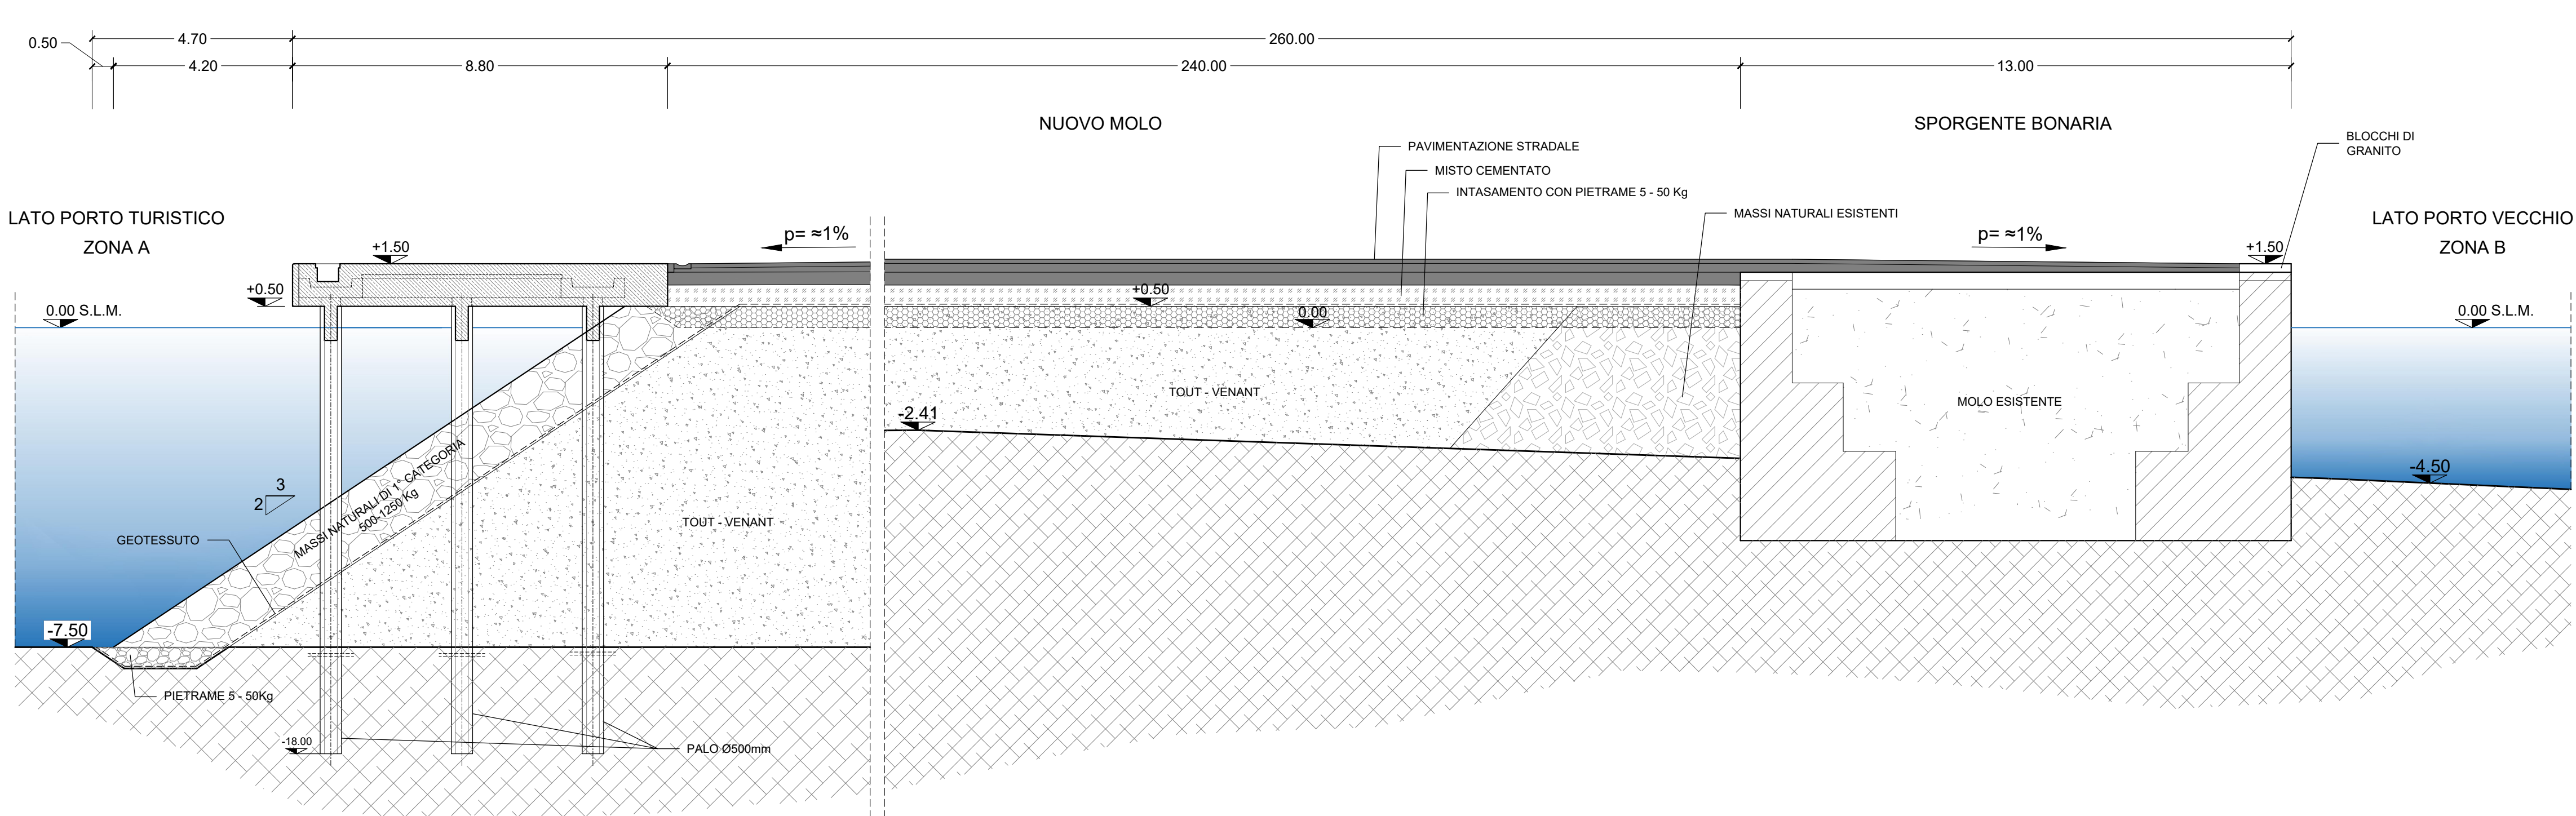 0.50
4.70
260.00
4.20
8.80
240.00
13.00
NUOVO MOLO
SPORGENTE BONARIA
BLOCCHI DI
GRANITO
PAVIMENTAZIONE STRADALE
MISTO CEMENTATO
INTASAMENTO CON PIETRAME 5 - 50 Kg
MASSI NATURALI ESISTENTI
LATO PORTO TURISTICO
ZONA A
LATO PORTO VECCHIO
ZONA B
p= ≈1%
p= ≈1%
+1.50
+1.50
+0.50
+0.50
0.00 S.L.M.
0.00
0.00 S.L.M.
TOUT - VENANT
MOLO ESISTENTE
-2.41
-4.50
3
2
MASSI NATURALI DI 1° CATEGORIA
500-1250 Kg
TOUT - VENANT
GEOTESSUTO
-7.50
PIETRAME 5 - 50Kg
-18.00
PALO Ø500mm